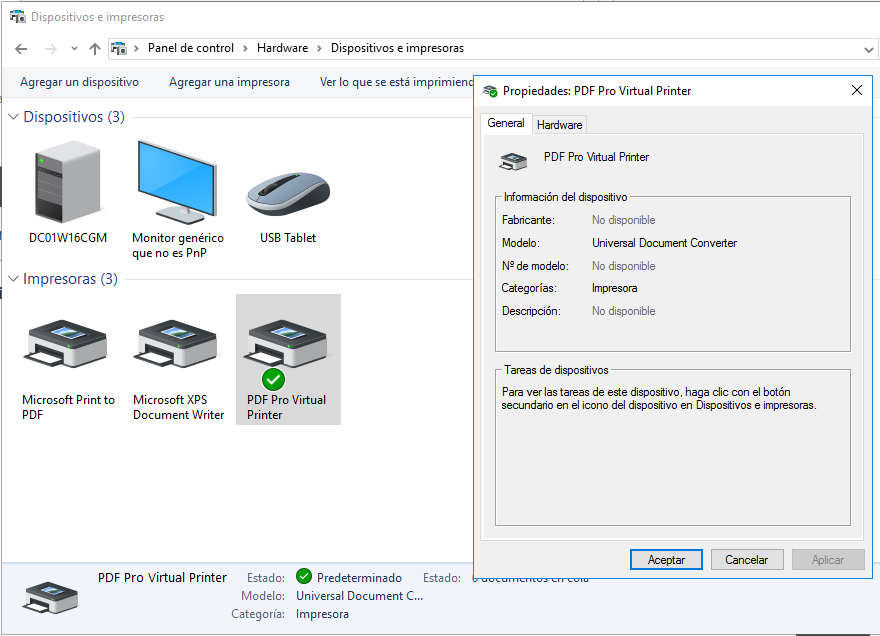 Dispositivos e impresoras
Panel de control > Hardware > Dispositivos e impresoras
Agregar un dispositivo Agregar una impresora Ver lo que se está imprimiend
Dispositivos (3)
DC01W16CGM
Monitor genérico
que no es PnP
USB Tablet
Impresoras (3)
Microsoft Print to
PDF
Microsoft XPS
Document Writer
PDF Pro Virtual
Printer
Propiedades: PDF Pro Virtual Printer
General Hardware
PDF Pro Virtual Printer
Información del dispositivo
Fabricante: No disponible
Modelo: Universal Document Converter
Nº de modelo: No disponible
Categorías: Impresora
Descripción: No disponible
Tareas de dispositivos
Para ver las tareas de este dispositivo, haga clic con el botón
secundario en el icono del dispositivo en Dispositivos e impresoras.
Aceptar Cancelar Aplicar
PDF Pro Virtual Printer Estado: Predeterminado Estado: 0 documentos en cola
Modelo: Universal Document C...
Categoría: Impresora